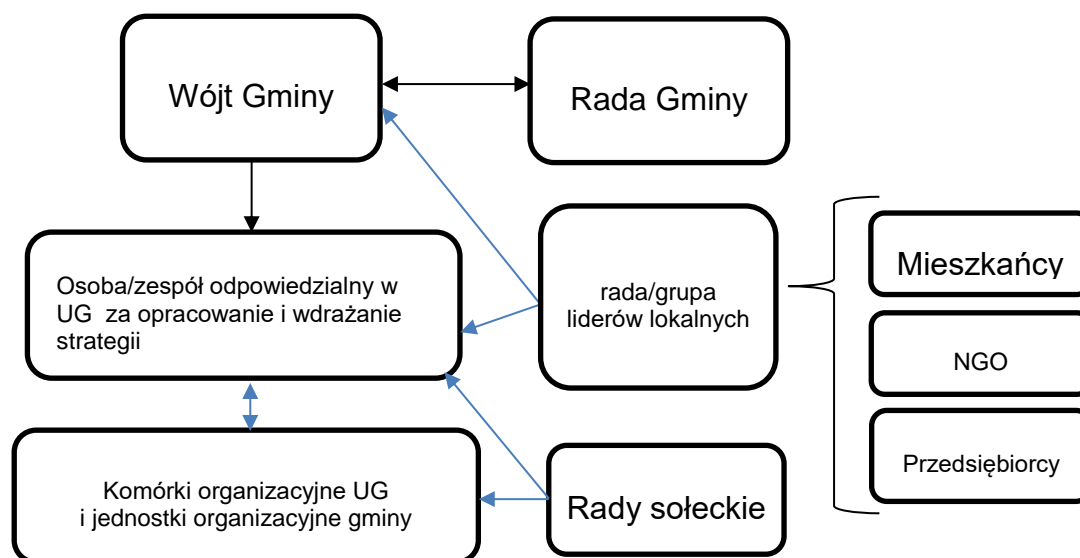 Wójt Gminy
Rada Gminy
Osoba/zespół odpowiedzialny w
UG za opracowanie i wdrażanie
strategii
rada/grupa
liderów lokalnych
Mieszkańcy
NGO
Przedsiębiorcy
Komórki organizacyjne UG
i jednostki organizacyjne gminy
Rady sołeckie